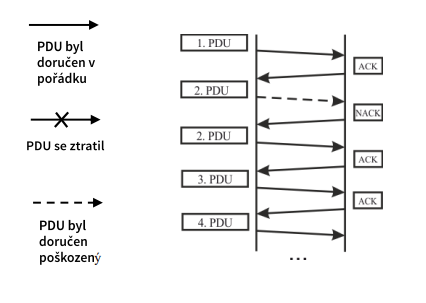 PDU byl
doručen v
pořádku
PDU se ztratil
PDU byl
doručen
poškozený
1. PDU
ACK
2. PDU
NACK
2. PDU
ACK
3. PDU
ACK
4. PDU
...